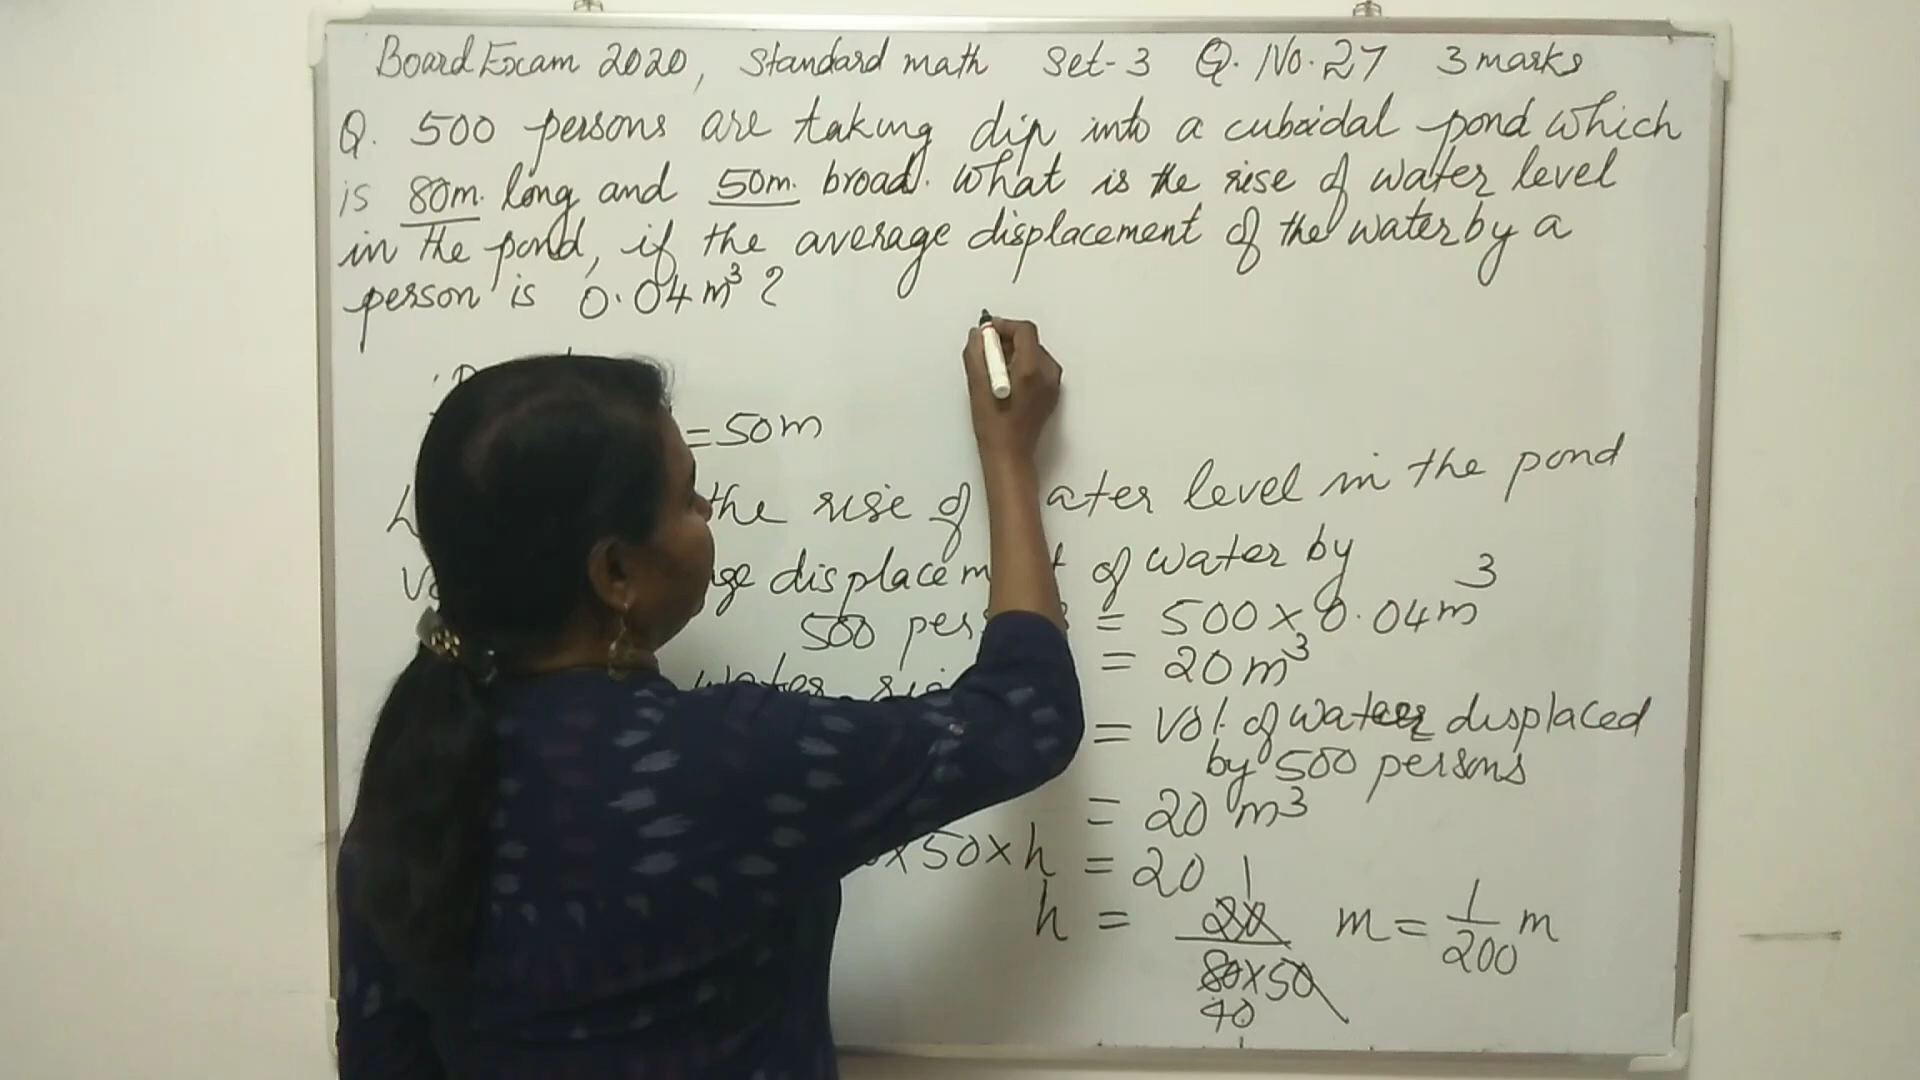 Board Exam 2020, Standard math Set-3 Q. No. 27 3 marks
Q. 500 persons are taking dip into a cuboidal pond which
is 80m. long and 50m. broad. What is the rise of water level
in the pond, if the average displacement of the water by a
person is 0.04 m³ ?
= 50m
the rise of ater level in the pond
displacem of water by
500 per = 500 x 0.04 m³
= 20 m³
water
= Vol. of water displaced
by 500 persons
= 20 m³
x 50 x h = 20
h = 20 1 / 80 x 50 40 m = 1/200 m